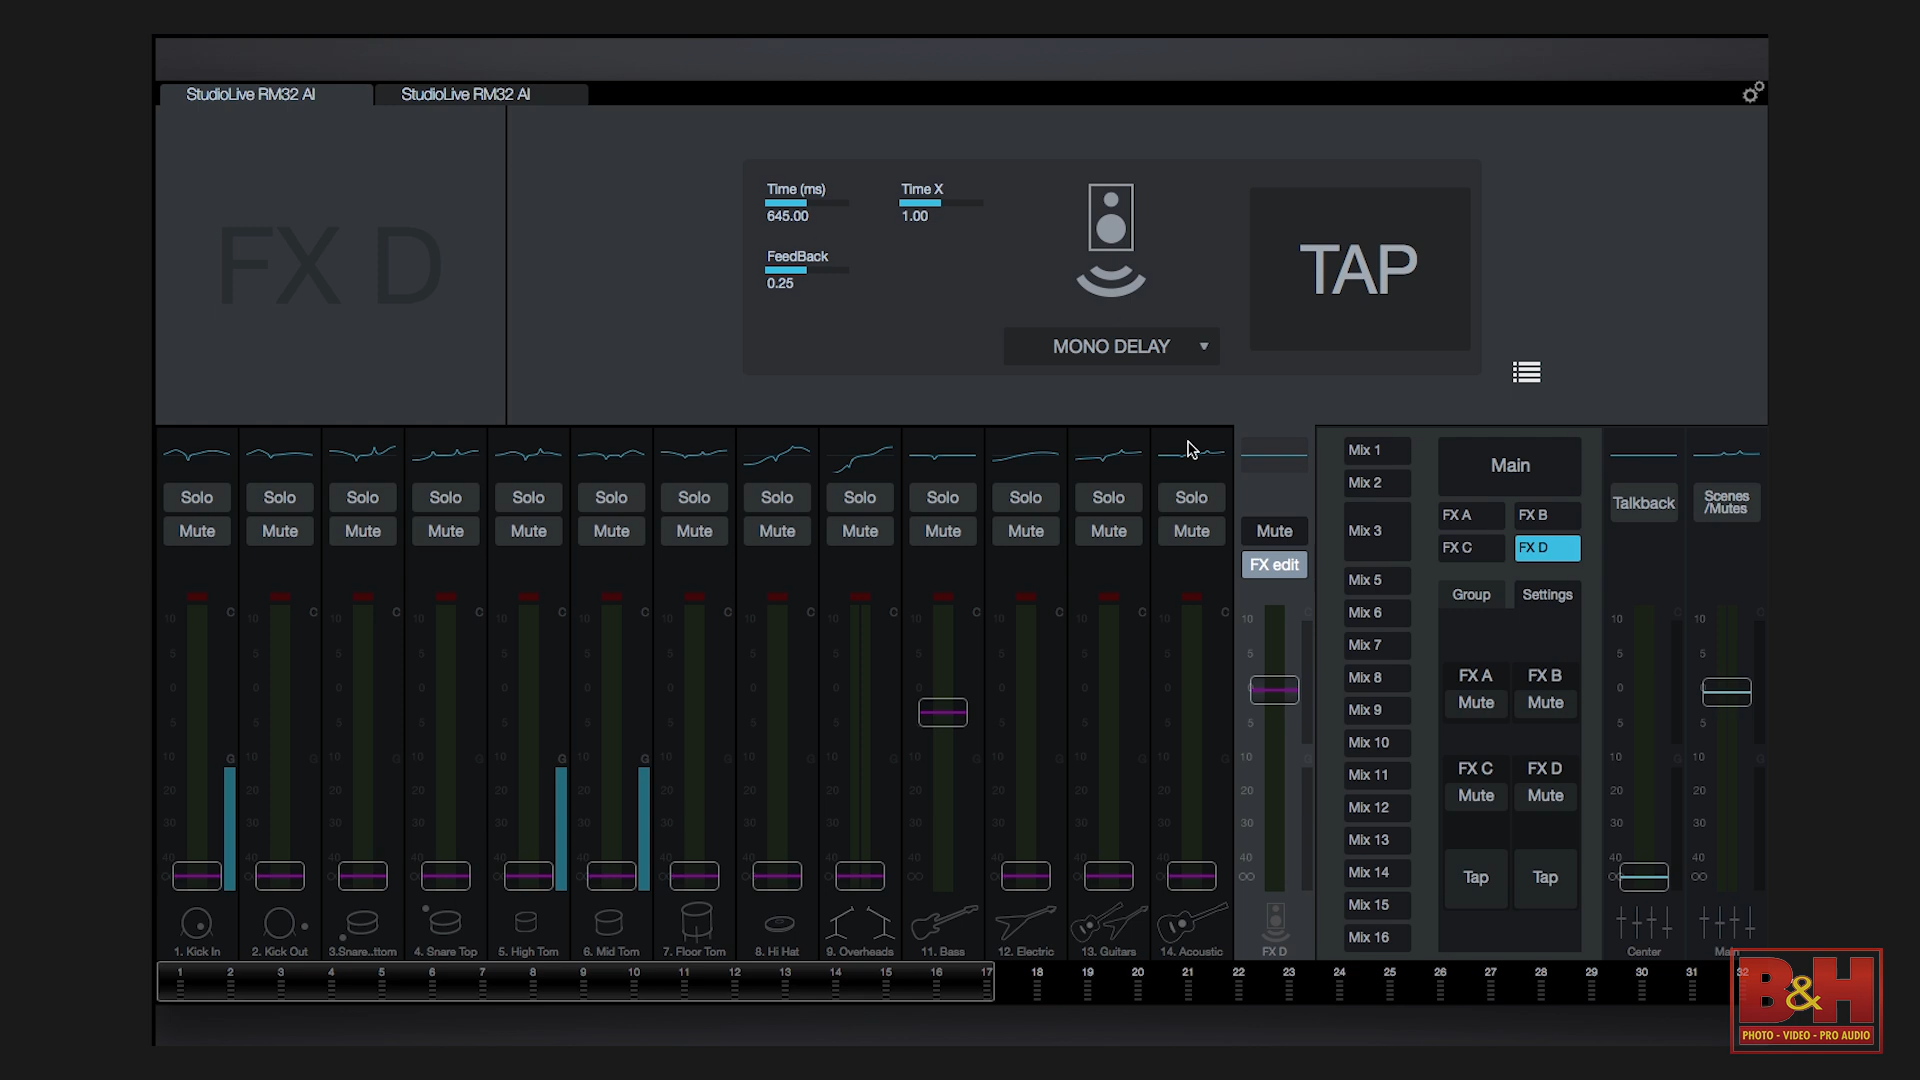 StudioLive RM32 AI
StudioLive RM32 AI
FX D
Time (ms)
645.00
Time X
1.00
FeedBack
0.25
MONO DELAY
TAP
Solo Solo Solo Solo Solo Solo Solo Solo Solo Solo Solo Solo Solo
Mute Mute Mute Mute Mute Mute Mute Mute Mute Mute Mute Mute Mute Mute
FX edit
Mix 1
Mix 2
Mix 3
Mix 5
Mix 6
Mix 7
Mix 8
Mix 9
Mix 10
Mix 11
Mix 12
Mix 13
Mix 14
Mix 15
Mix 16
Main
FX A FX B
FX C FX D
Group Settings
FX A FX B
Mute Mute
FX C FX D
Mute Mute
Tap Tap
Talkback
Scenes
/Mutes
1. Kick In 2. Kick Out 3.Snare..ttom 4. Snare Top 5. High Tom 6. Mid Tom 7. Floor Tom 8. Hi Hat 9. Overheads 11. Bass 12. Electric 13. Guitars 14. Acoustic FX D Center Main
1 2 3 4 5 6 7 8 9 10 11 12 13 14 15 16 17 18 19 20 21 22 23 24 25 26 27 28 29 30 31 32
B&H
PHOTO - VIDEO - PRO AUDIO